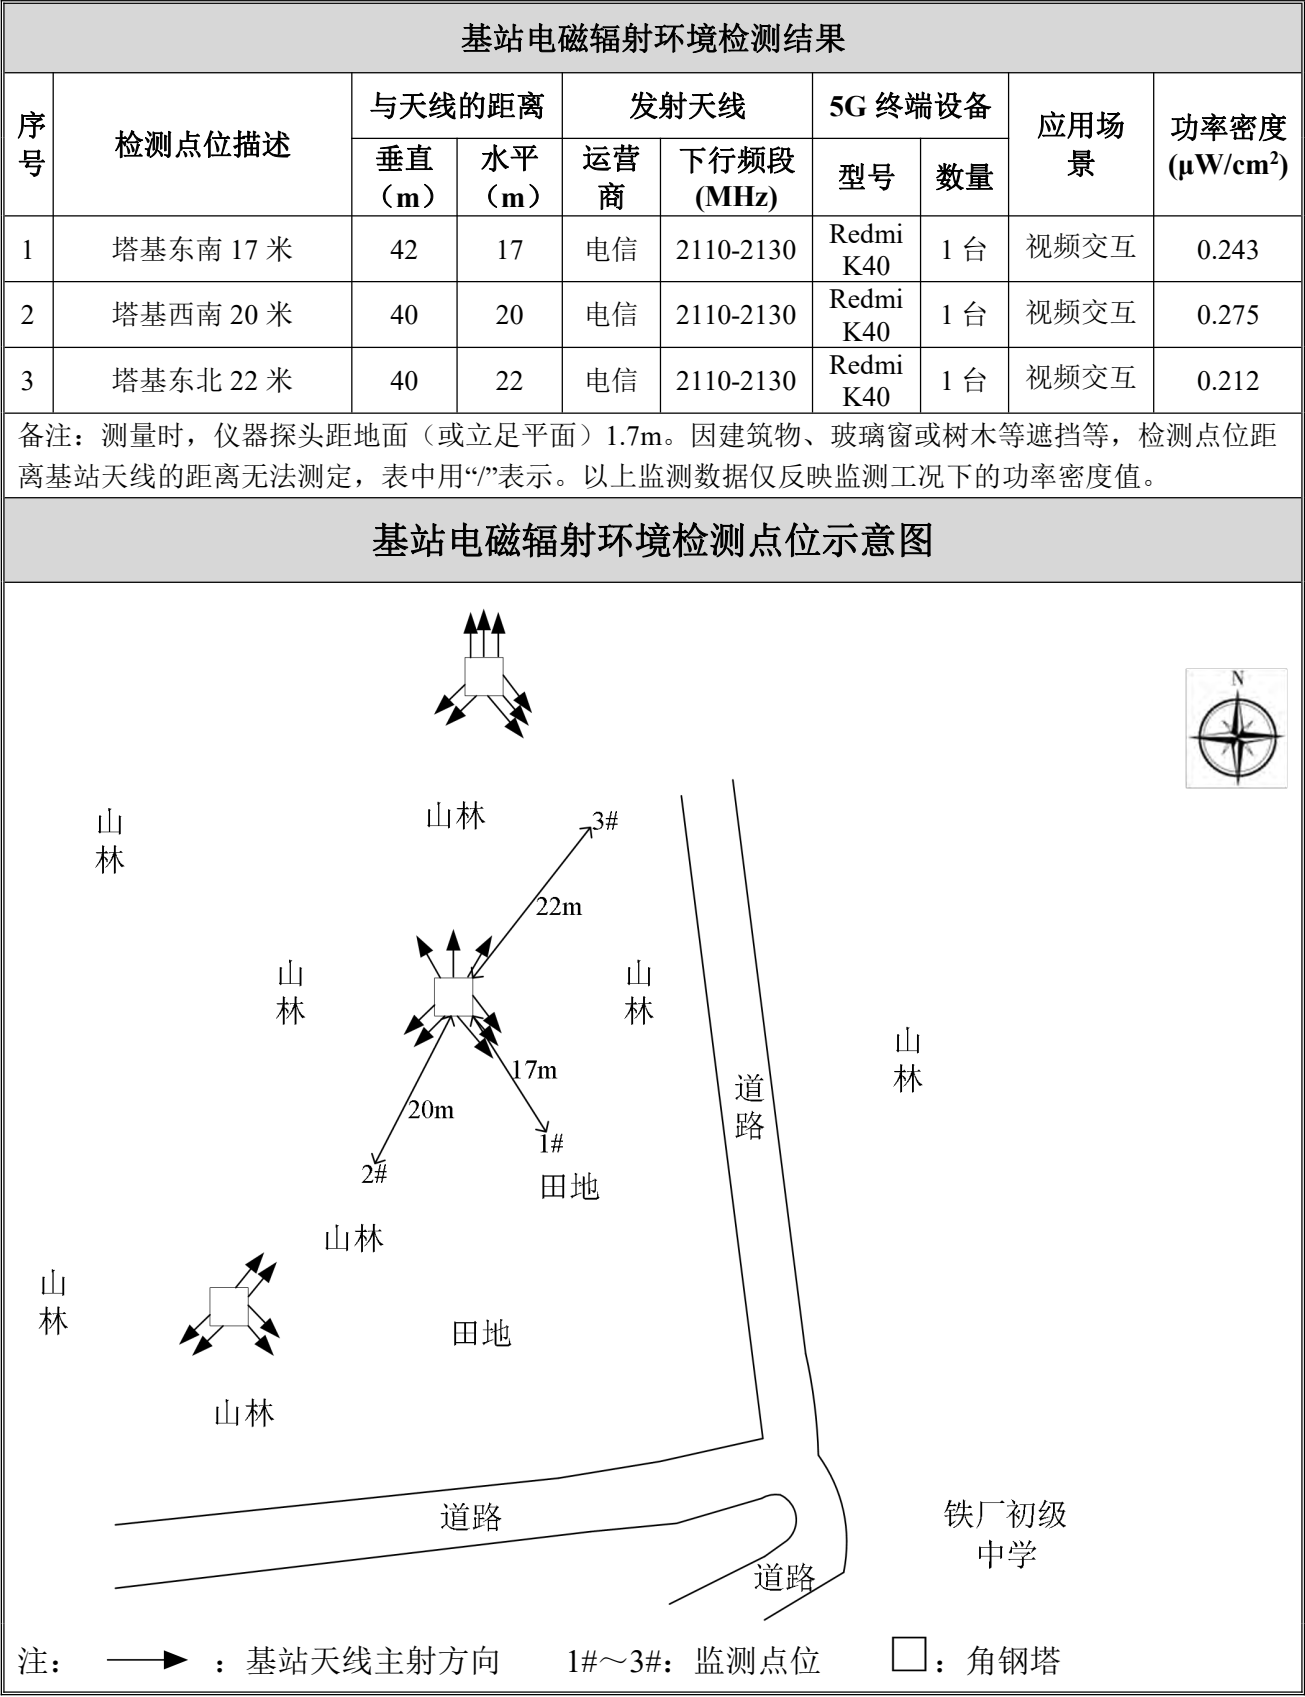 基站电磁辐射环境检测结果
序号 检测点位描述 与天线的距离 发射天线 5G 终端设备 应用场景 功率密度(μW/cm²)
垂直（m） 水平（m） 运营商 下行频段(MHz) 型号 数量
1 塔基东南 17 米 42 17 电信 2110-2130 Redmi K40 1 台 视频交互 0.243
2 塔基西南 20 米 40 20 电信 2110-2130 Redmi K40 1 台 视频交互 0.275
3 塔基东北 22 米 40 22 电信 2110-2130 Redmi K40 1 台 视频交互 0.212
备注：测量时，仪器探头距地面（或立足平面）1.7m。因建筑物、玻璃窗或树木等遮挡等，检测点位距
离基站天线的距离无法测定，表中用“/”表示。以上监测数据仅反映监测工况下的功率密度值。
基站电磁辐射环境检测点位示意图
N
山林
山林
3#
22m
山林
山林
山林
17m
道路
20m
1#
2#
田地
山林
山林
田地
山林
道路
铁厂初级
中学
道路
注： ：基站天线主射方向 1#～3#：监测点位 ：角钢塔